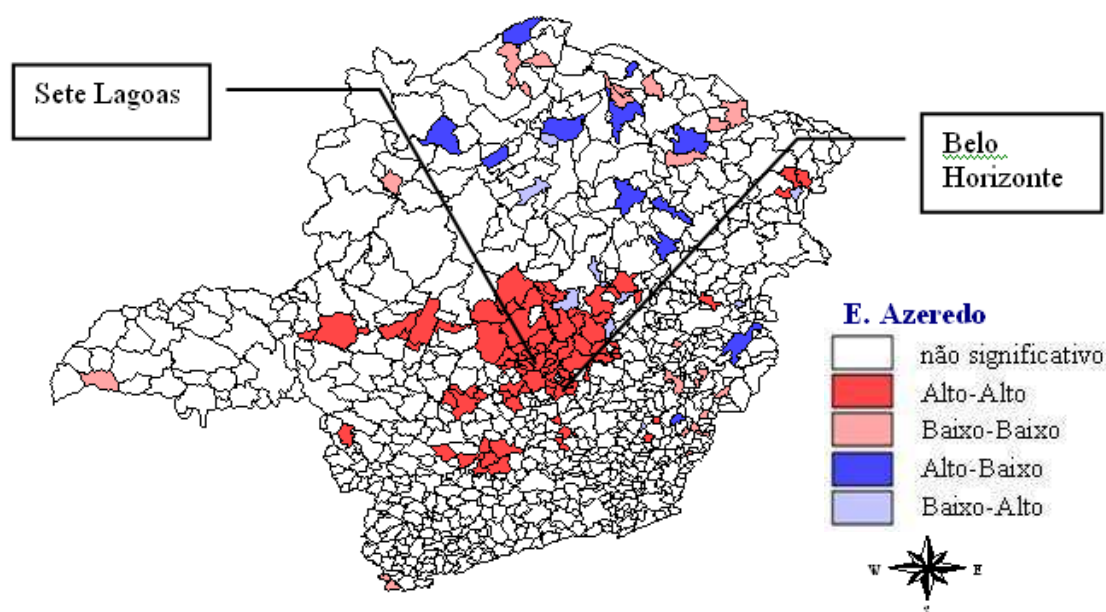 Sete Lagoas
Belo
Horizonte
E. Azeredo
não significativo
Alto-Alto
Baixo-Baixo
Alto-Baixo
Baixo-Alto
W E
s